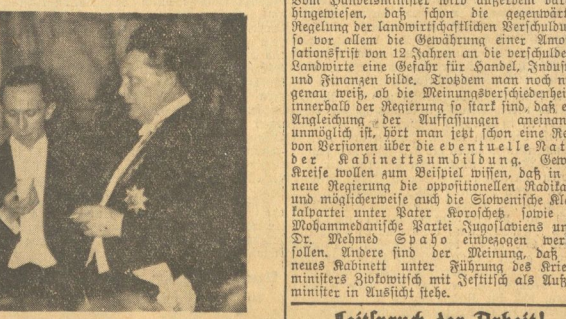 Vom Handelsminister wird außerdem dar
hingewiesen, daß schon die gegenwärt
Regelung der landwirtschaftlichen Verschuldu
so vor allem die Gewährung einer Amo
sationsfrist von 12 Jahren an die verschulde
Landwirte eine Gefahr für Handel, Indust
und Finanzen bilde. Trotzdem man noch n
genau weiß, ob die Meinungsverschiedenhei
innerhalb der Regierung so stark sind, daß e
Angleichung der Auffassungen aneinan
unmöglich ist, hört man jetzt schon eine Re
von Versionen über die eventuelle Nat
der Kabinettsumbildung. Gew
Kreise wollen zum Beispiel wissen, daß in
neue Regierung die oppositionellen Radika
und möglicherweise auch die Slowenische Kle
kalpartei unter Pater Koroschetz sowie
Mohammedanische Partei Jugoslaviens un
Dr. Mehmed Spaho einbezogen wer
sollen. Andere sind der Meinung, daß
neues Kabinett unter Führung des Krie
ministers Zivkowitsch mit Jeftitsch als Auß
minister in Aussicht stehe.